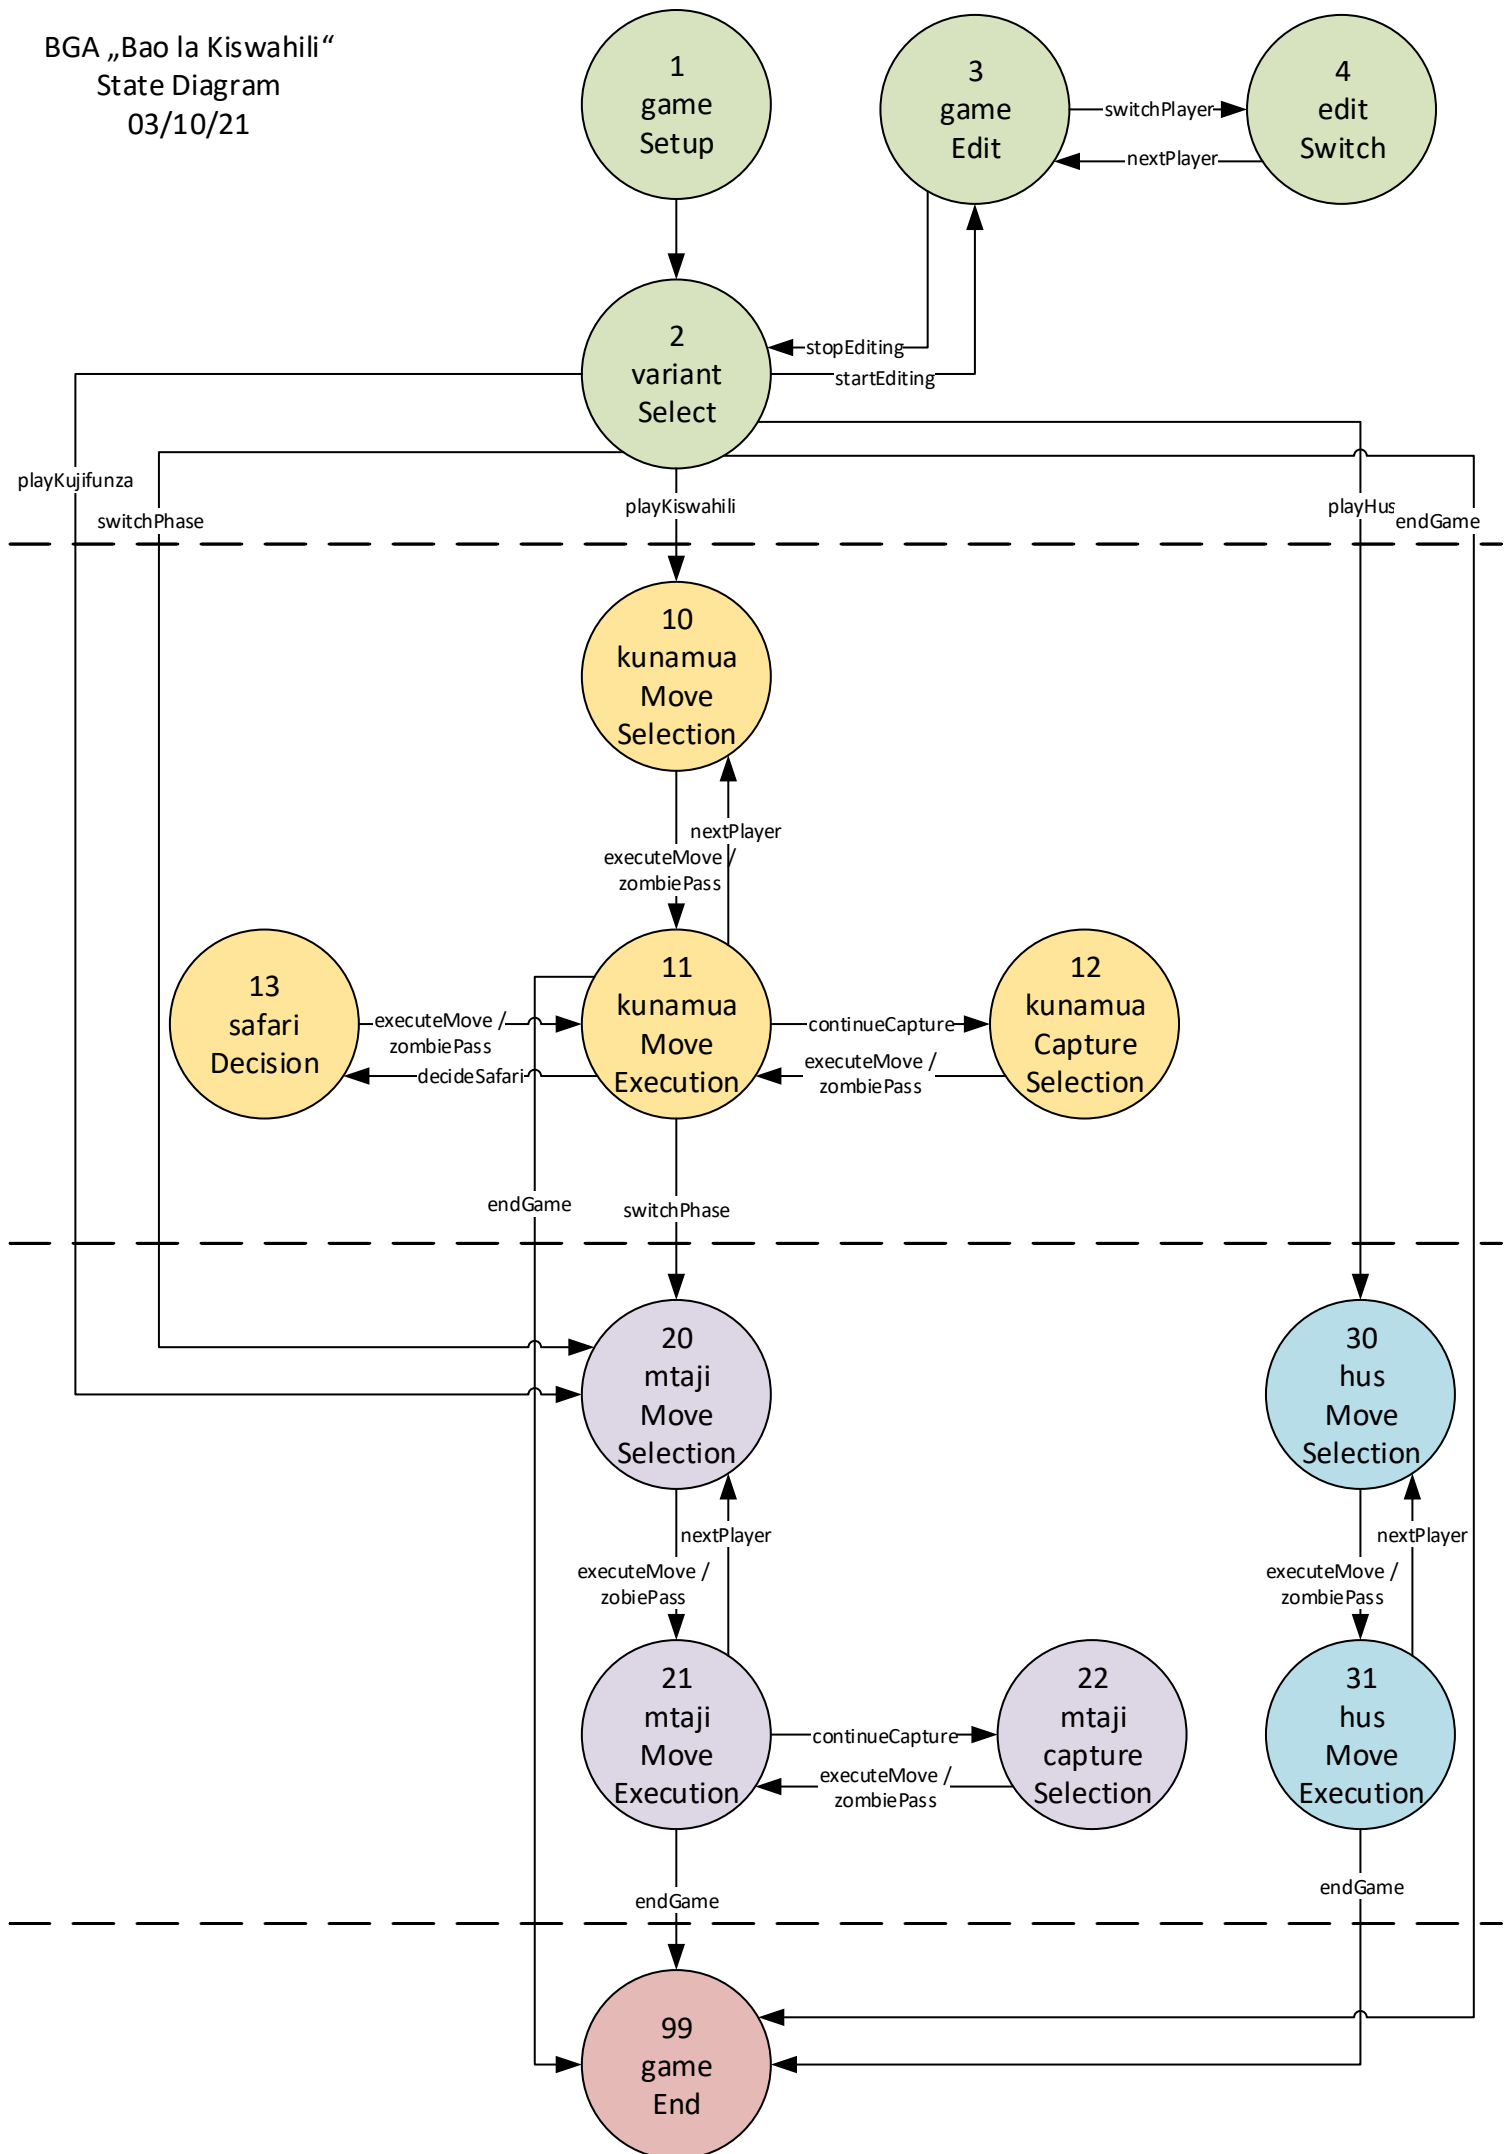 BGA „Bao la Kiswahili“
State Diagram
03/10/21
1
game
Setup
3
game
Edit
switchPlayer
nextPlayer
4
edit
Switch
2
variant
Select
stopEditing
startEditing
playKujifunza
switchPhase
playKiswahili
playHus
endGame
10
kunamua
Move
Selection
nextPlayer
executeMove /
zombiePass
13
safari
Decision
executeMove /
zombiePass
decideSafari
11
kunamua
Move
Execution
continueCapture
executeMove /
zombiePass
12
kunamua
Capture
Selection
endGame
switchPhase
20
mtaji
Move
Selection
30
hus
Move
Selection
nextPlayer
executeMove /
zobiePass
nextPlayer
executeMove /
zombiePass
21
mtaji
Move
Execution
continueCapture
executeMove /
zombiePass
22
mtaji
capture
Selection
31
hus
Move
Execution
endGame
endGame
99
game
End